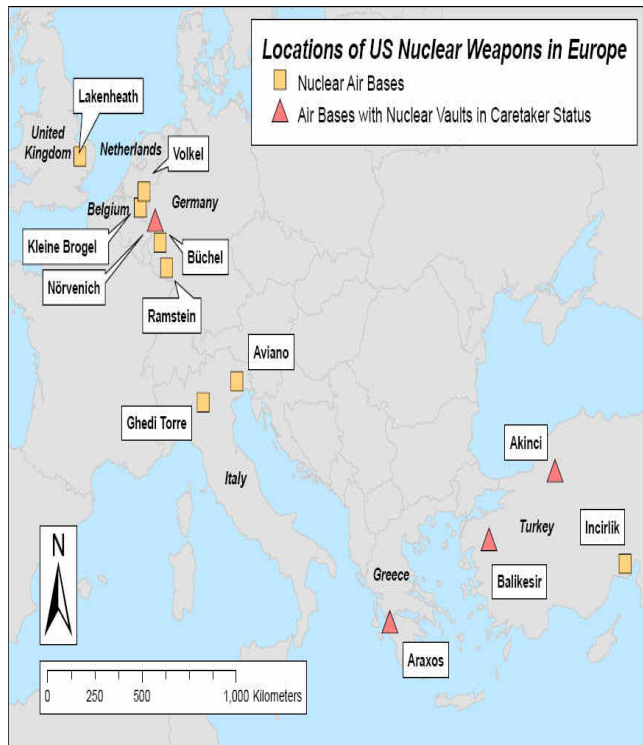 Locations of US Nuclear Weapons in Europe
Nuclear Air Bases
Air Bases with Nuclear Vaults in Caretaker Status
Lakenheath
United
Kingdom
Netherlands
Volkel
Belgium
Germany
Kleine Brogel
Büchel
Nörvenich
Ramstein
Aviano
Ghedi Torre
Italy
Akinci
Incirlik
Turkey
Balikesir
Greece
Araxos
N
0 250 500 1,000 Kilometers